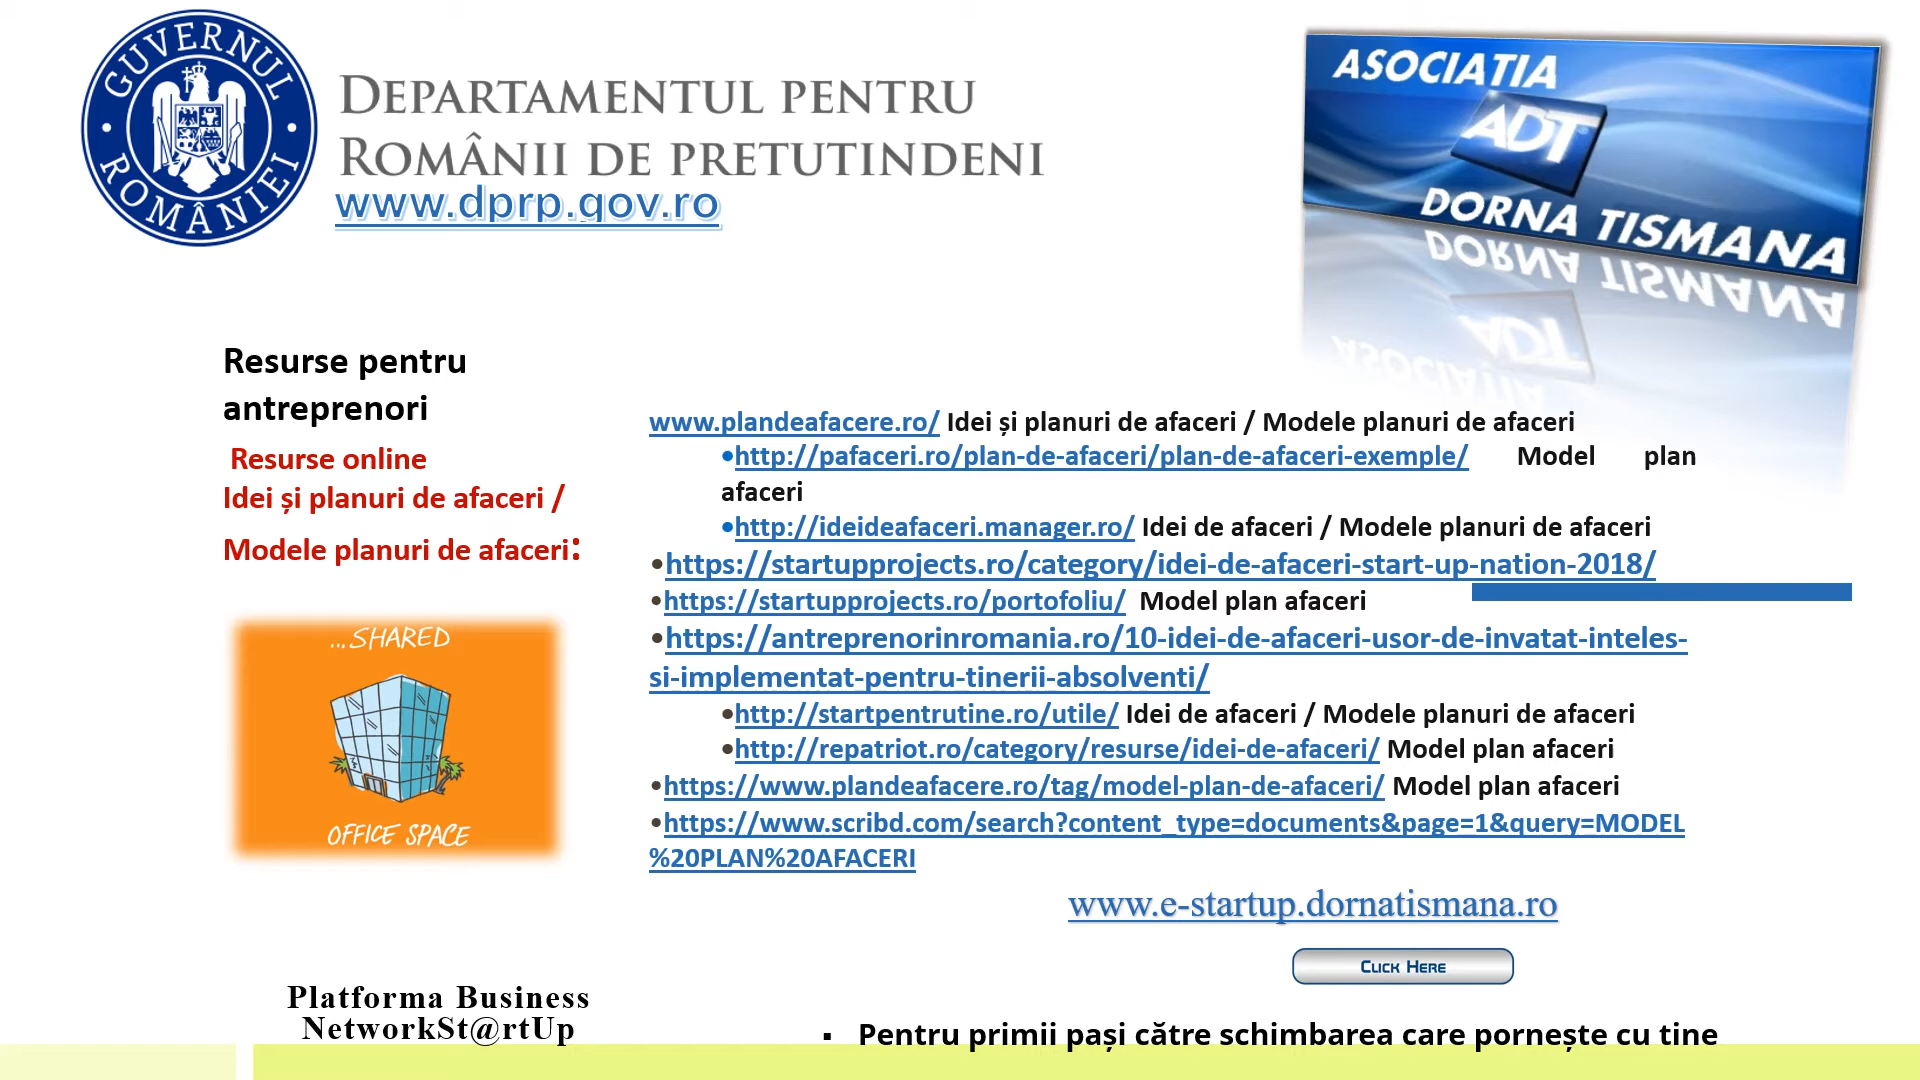 GUVERNUL ROMÂNIEI
DEPARTAMENTUL PENTRU
ROMÂNII DE PRETUTINDENI
www.dprp.gov.ro
ASOCIATIA
ADT
DORNA TISMANA
Resurse pentru
antreprenori
Resurse online
Idei și planuri de afaceri /
Modele planuri de afaceri:
...SHARED
OFFICE SPACE
www.plandeafacere.ro/ Idei și planuri de afaceri / Modele planuri de afaceri
•http://pafaceri.ro/plan-de-afaceri/plan-de-afaceri-exemple/ Model plan
afaceri
•http://ideideafaceri.manager.ro/ Idei de afaceri / Modele planuri de afaceri
•https://startupprojects.ro/category/idei-de-afaceri-start-up-nation-2018/
•https://startupprojects.ro/portofoliu/ Model plan afaceri
•https://antreprenorinromania.ro/10-idei-de-afaceri-usor-de-invatat-inteles-
si-implementat-pentru-tinerii-absolventi/
•http://startpentrutine.ro/utile/ Idei de afaceri / Modele planuri de afaceri
•http://repatriot.ro/category/resurse/idei-de-afaceri/ Model plan afaceri
•https://www.plandeafacere.ro/tag/model-plan-de-afaceri/ Model plan afaceri
•https://www.scribd.com/search?content_type=documents&page=1&query=MODEL
%20PLAN%20AFACERI
www.e-startup.dornatismana.ro
CLICK HERE
Platforma Business
NetworkSt@rtUp
▪ Pentru primii pași către schimbarea care pornește cu tine